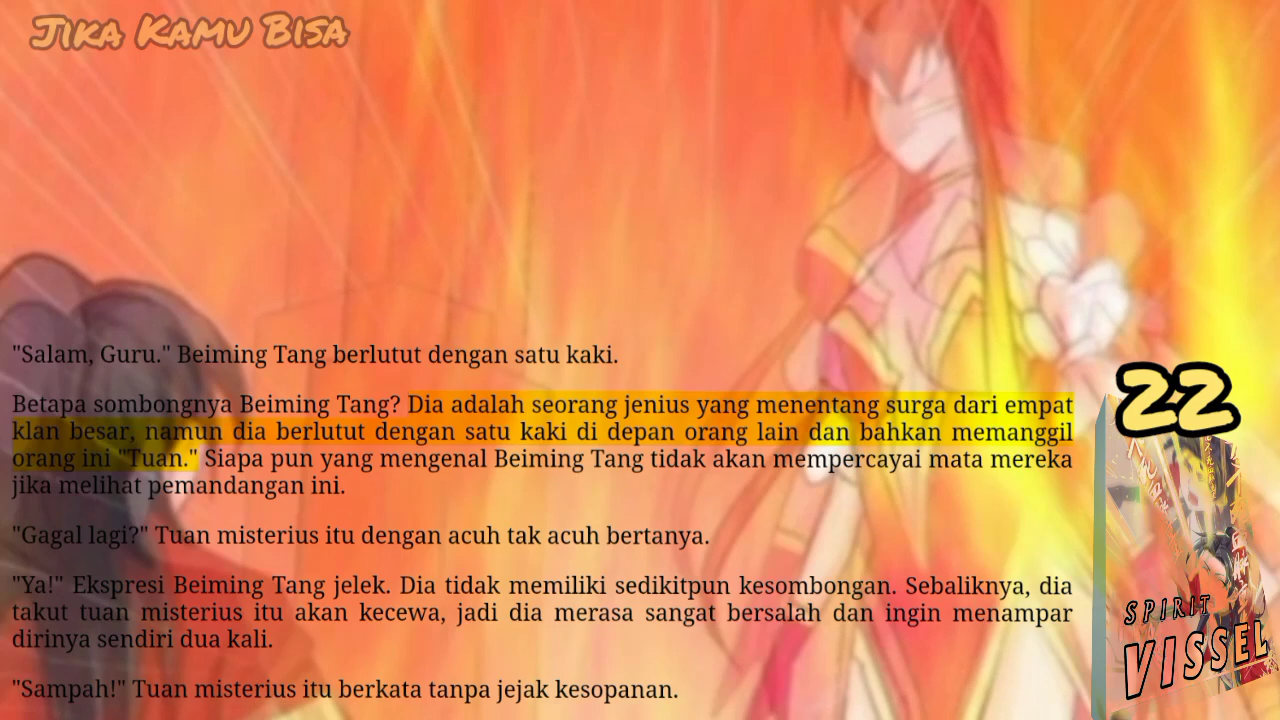 Jika Kamu Bisa
"Salam, Guru." Beiming Tang berlutut dengan satu kaki.
Betapa sombongnya Beiming Tang? Dia adalah seorang jenius yang menentang surga dari empat
klan besar, namun dia berlutut dengan satu kaki di depan orang lain dan bahkan memanggil
orang ini "Tuan." Siapa pun yang mengenal Beiming Tang tidak akan mempercayai mata mereka
jika melihat pemandangan ini.
"Gagal lagi?" Tuan misterius itu dengan acuh tak acuh bertanya.
"Ya!" Ekspresi Beiming Tang jelek. Dia tidak memiliki sedikitpun kesombongan. Sebaliknya, dia
takut tuan misterius itu akan kecewa, jadi dia merasa sangat bersalah dan ingin menampar
dirinya sendiri dua kali.
"Sampah!" Tuan misterius itu berkata tanpa jejak kesopanan.
22
SPIRIT
VISSEL